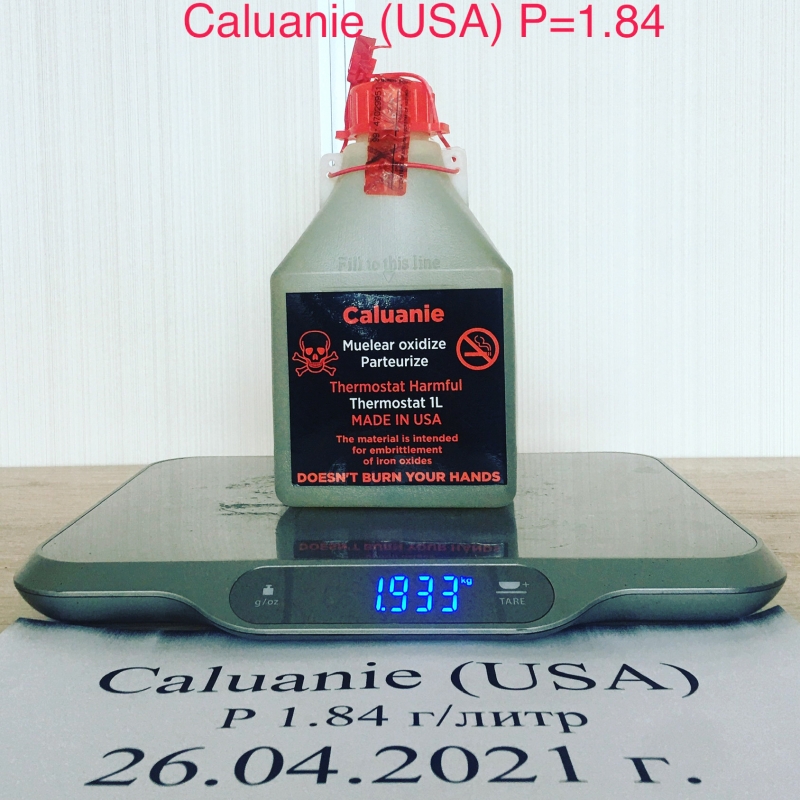 Caluanie (USA) P=1.84
Fill to this line
Caluanie
Muelear oxidize
Parteurize
Thermostat Harmful
Thermostat 1L
MADE IN USA
The material is intended
for embrittlement
of iron oxides
DOESN'T BURN YOUR HANDS
g/oz
1.933 kg
TARE
Caluanie (USA)
P 1.84 г/литр
26.04.2021 г.